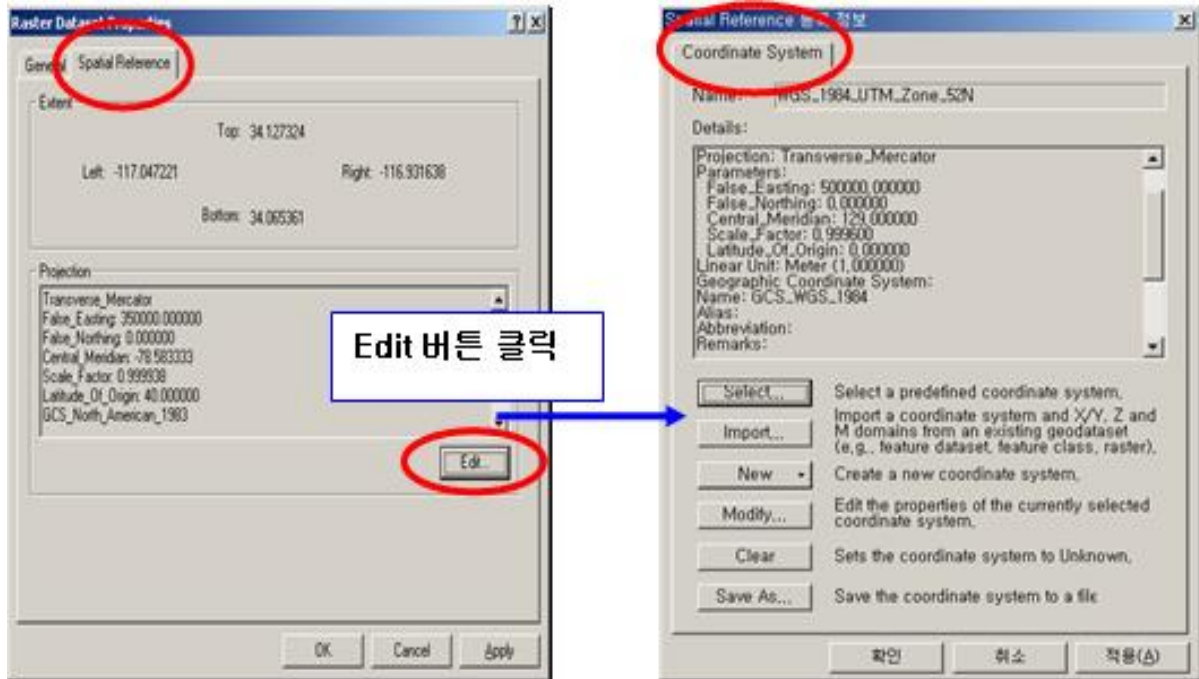 Raster Dataset Properties
General Spatial Reference
Extent
Top: 34.127324
Left: -117.047221 Right: -116.931638
Bottom: 34.065361
Projection
Transverse_Mercator
False_Easting: 350000.000000
False_Northing: 0.000000
Central_Meridian: -78.583333
Scale_Factor: 0.999938
Latitude_Of_Origin: 40.000000
GCS_North_American_1983
Edit...
OK Cancel Apply
Edit 버튼 클릭
Spatial Reference 등록 정보
Coordinate System
Name: WGS_1984_UTM_Zone_52N
Details:
Projection: Transverse_Mercator
Parameters:
False_Easting: 500000.000000
False_Northing: 0.000000
Central_Meridian: 129.000000
Scale_Factor: 0.999600
Latitude_Of_Origin: 0.000000
Linear Unit: Meter (1.000000)
Geographic Coordinate System:
Name: GCS_WGS_1984
Alias:
Abbreviation:
Remarks:
Select... Select a predefined coordinate system.
Import... Import a coordinate system and X/Y, Z and
M domains from an existing geodataset
(e.g., feature dataset, feature class, raster).
New Create a new coordinate system.
Modify... Edit the properties of the currently selected
coordinate system.
Clear Sets the coordinate system to Unknown.
Save As... Save the coordinate system to a file
확인 취소 적용(A)